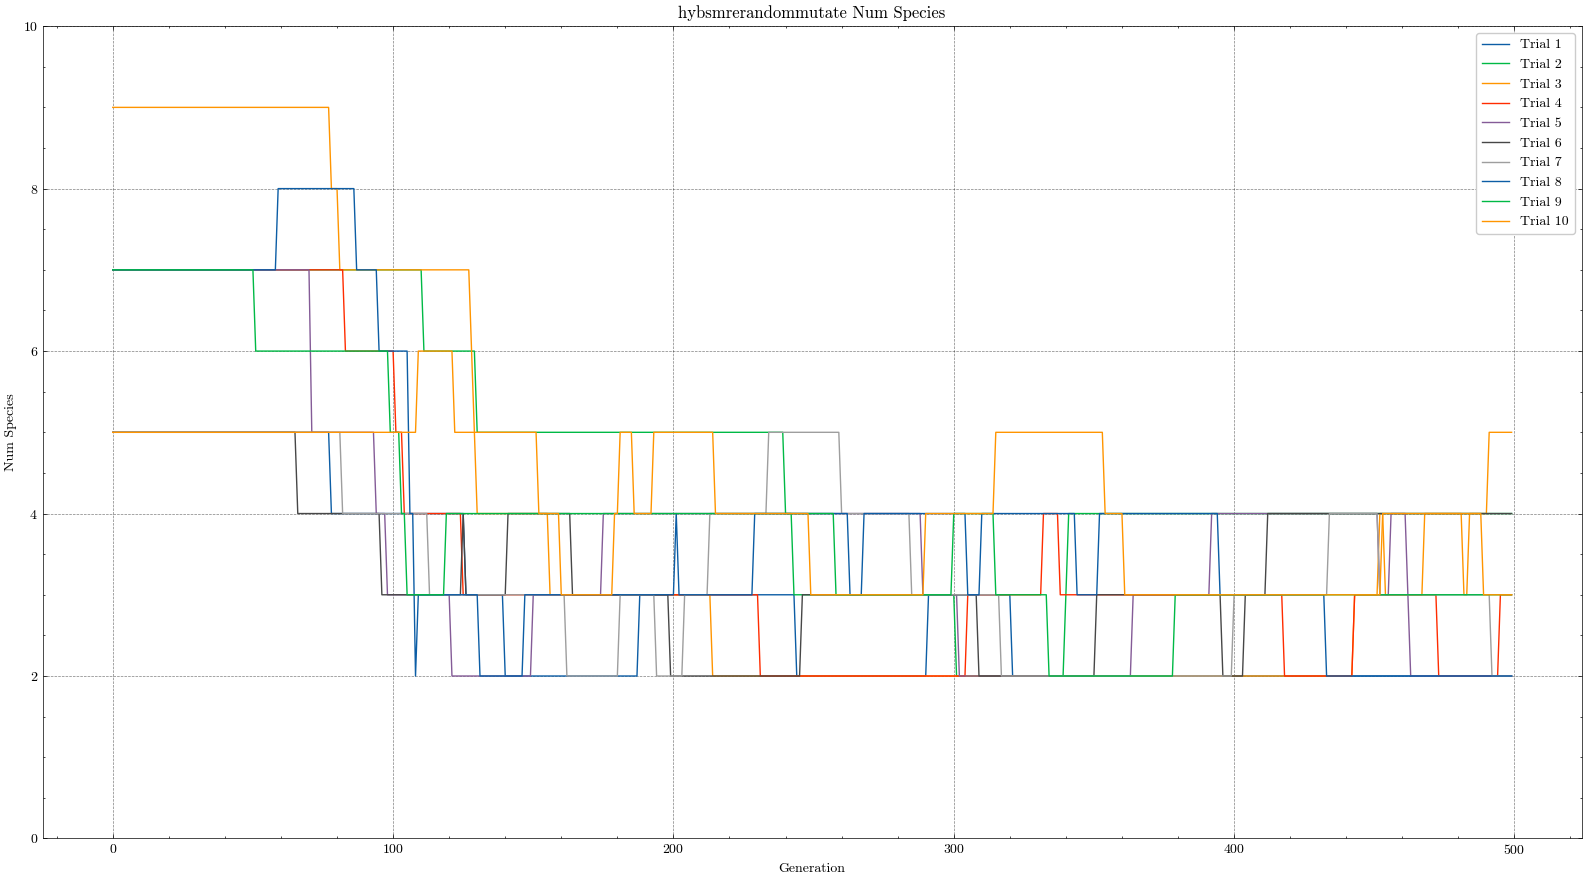 hybsmrerandommutate Num Species
10
8
6
4
2
0
Num Species
0 100 200 300 400 500
Generation
Trial 1
Trial 2
Trial 3
Trial 4
Trial 5
Trial 6
Trial 7
Trial 8
Trial 9
Trial 10